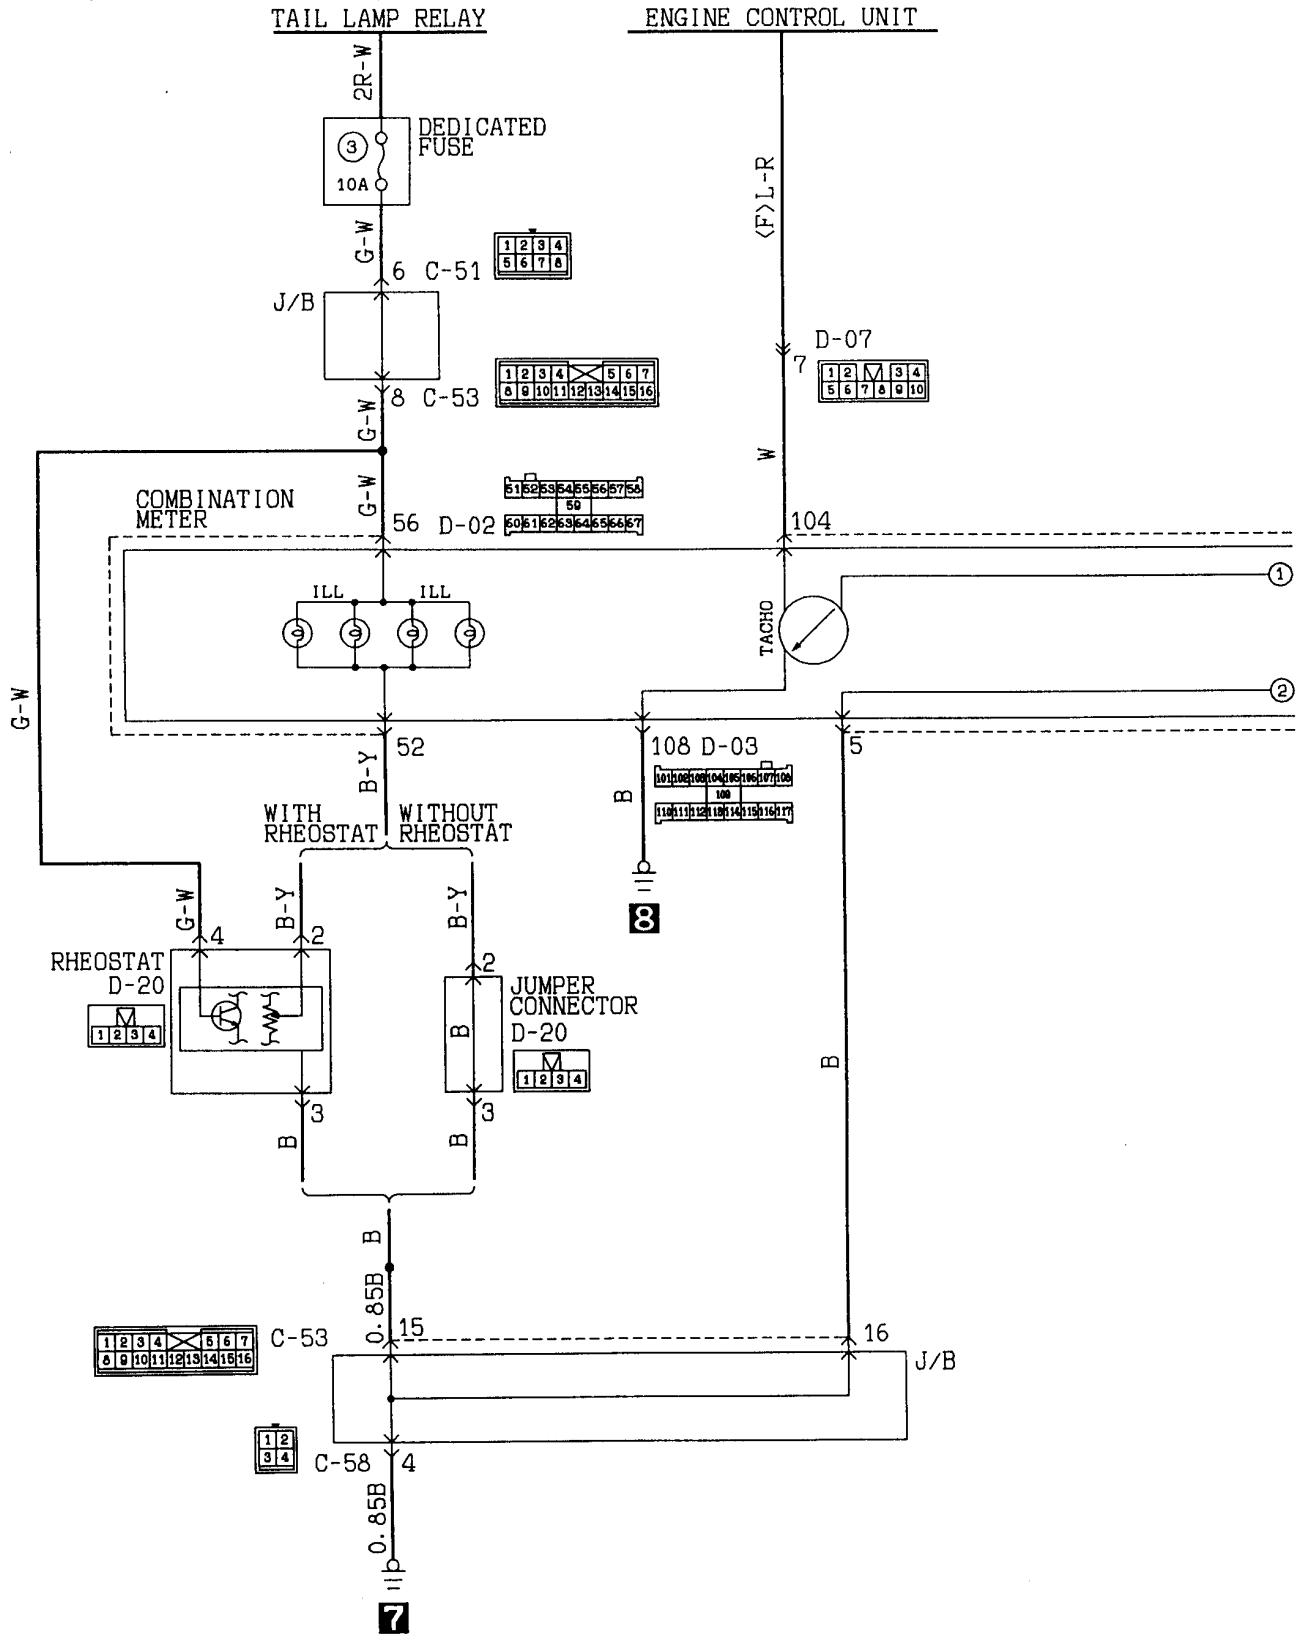 TAIL LAMP RELAY
ENGINE CONTROL UNIT
2R-W
DEDICATED
FUSE
3
10A
<F>L-R
G-W
1 2 3 4
5 6 7 8
6 C-51
J/B
D-07
7
1 2 3 4
5 6 7 8 9 10
1 2 3 4 5 6 7
8 9 10 11 12 13 14 15 16
8 C-53
G-W
W
G-W
COMBINATION
METER
51 52 53 54 55 56 57 58
59
60 61 62 63 64 65 66 67
56 D-02
104
1
ILL ILL
TACHO
2
G-W
52
108 D-03
5
B-Y
101 102 103 104 105 106 107 108
109
110 111 112 113 114 115 116 117
B
WITH
RHEOSTAT
WITHOUT
RHEOSTAT
G-W
B-Y
B-Y
8
4
2
RHEOSTAT
D-20
1 2 3 4
2
JUMPER
CONNECTOR
D-20
B
1 2 3 4
B
3
3
B
B
B
0.85B
1 2 3 4 5 6 7
8 9 10 11 12 13 14 15 16
C-53
15
16
J/B
1 2
3 4
C-58
4
0.85B
7